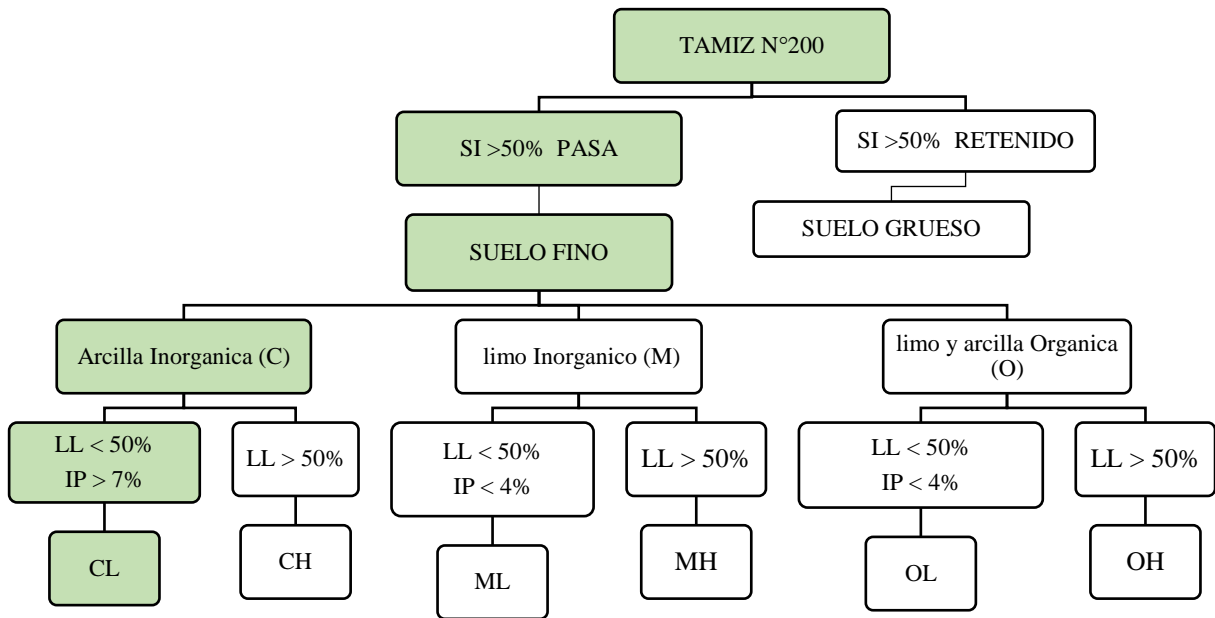 TAMIZ N°200
SI >50% PASA
SI >50% RETENIDO
SUELO GRUESO
SUELO FINO
Arcilla Inorganica (C)
limo Inorganico (M)
limo y arcilla Organica
(O)
LL < 50%
IP > 7%
LL > 50%
LL < 50%
IP < 4%
LL > 50%
LL < 50%
IP < 4%
LL > 50%
CL
CH
ML
MH
OL
OH